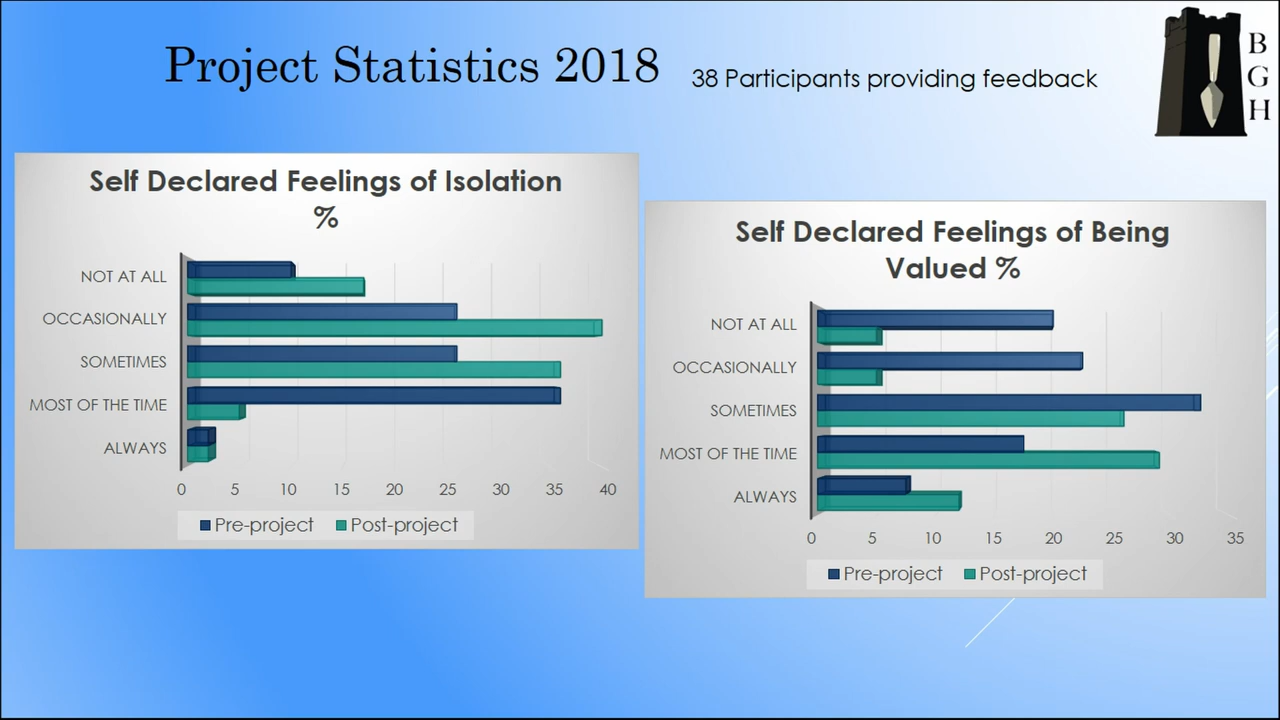 Project Statistics 2018
38 Participants providing feedback
B
G
H
Self Declared Feelings of Isolation
%
NOT AT ALL
OCCASIONALLY
SOMETIMES
MOST OF THE TIME
ALWAYS
0 5 10 15 20 25 30 35 40
Pre-project Post-project
Self Declared Feelings of Being
Valued %
NOT AT ALL
OCCASIONALLY
SOMETIMES
MOST OF THE TIME
ALWAYS
0 5 10 15 20 25 30 35
Pre-project Post-project